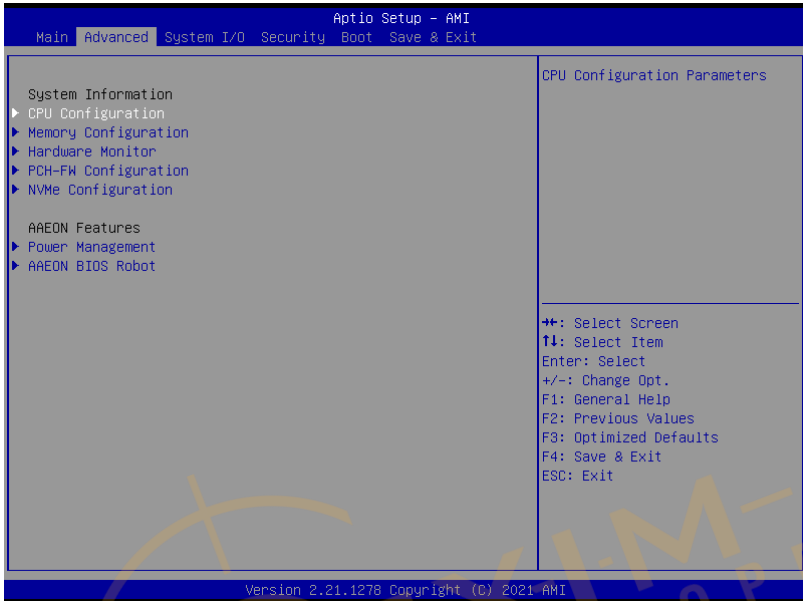 Aptio Setup – AMI
Main Advanced System I/O Security Boot Save & Exit
System Information
CPU Configuration
Memory Configuration
Hardware Monitor
PCH-FW Configuration
NVMe Configuration
AAEON Features
Power Management
AAEON BIOS Robot
CPU Configuration Parameters
→←: Select Screen
↑↓: Select Item
Enter: Select
+/-: Change Opt.
F1: General Help
F2: Previous Values
F3: Optimized Defaults
F4: Save & Exit
ESC: Exit
Version 2.21.1278 Copyright (C) 2021 AMI